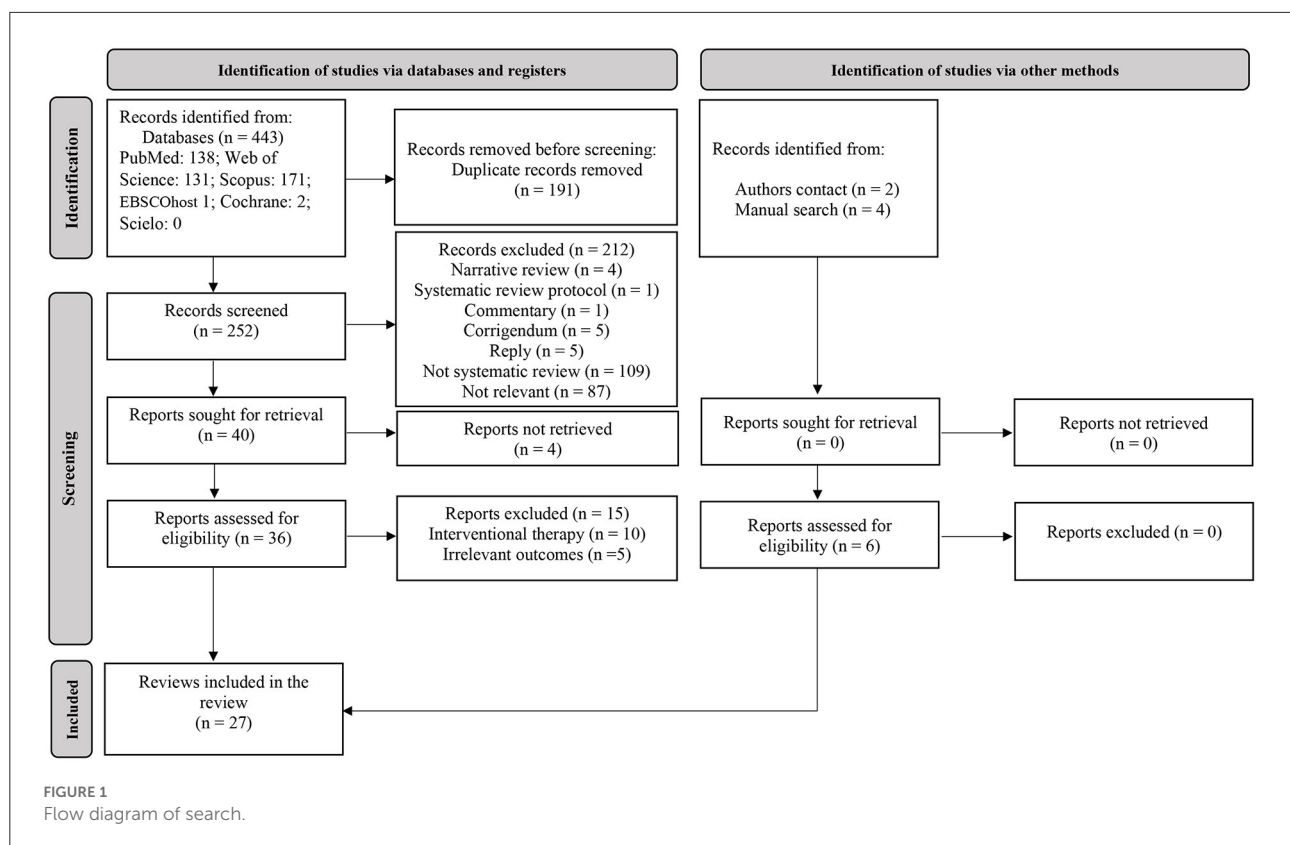 Identification of studies via databases and registers
Identification of studies via other methods
Identification
Records identified from:
Databases (n = 443)
PubMed: 138; Web of
Science: 131; Scopus: 171;
EBSCOhost 1; Cochrane: 2;
Scielo: 0
Records removed before screening:
Duplicate records removed
(n = 191)
Records identified from:
Authors contact (n = 2)
Manual search (n = 4)
Screening
Records screened
(n = 252)
Records excluded (n = 212)
Narrative review (n = 4)
Systematic review protocol (n = 1)
Commentary (n = 1)
Corrigendum (n = 5)
Reply (n = 5)
Not systematic review (n = 109)
Not relevant (n = 87)
Reports sought for retrieval
(n = 40)
Reports not retrieved
(n = 4)
Reports sought for retrieval
(n = 0)
Reports not retrieved
(n = 0)
Reports assessed for
eligibility (n = 36)
Reports excluded (n = 15)
Interventional therapy (n = 10)
Irrelevant outcomes (n =5)
Reports assessed for
eligibility (n = 6)
Reports excluded (n = 0)
Included
Reviews included in the
review
(n = 27)
FIGURE 1
Flow diagram of search.